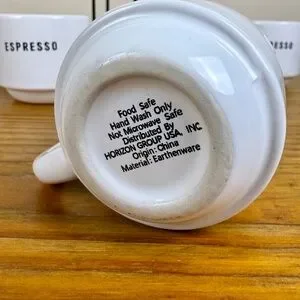 ESPRESSO
Food Safe
Hand Wash Only
Not Microwave Safe
Distributed By
HORIZON GROUP USA, INC
Origin: China
Material: Earthenware